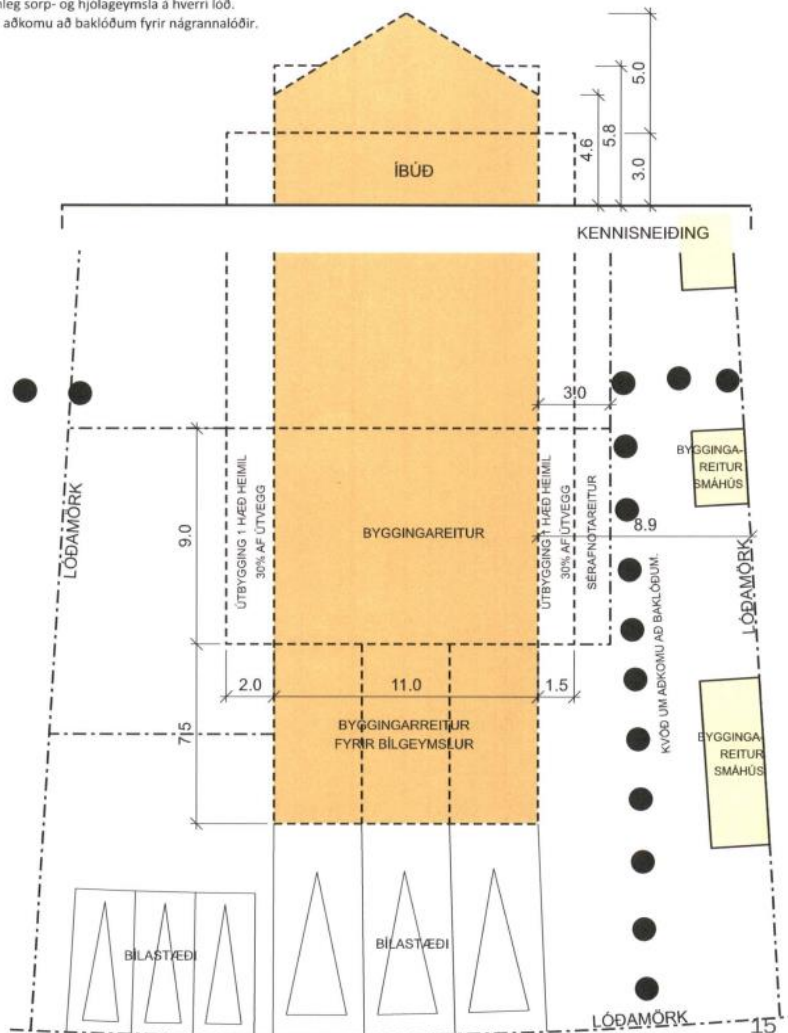 nleg sorp- og hjólageymsla á hverri lóð.
aðkomu að baklóðum fyrir nágrannalóðir.
5.0
5.8
4.6
3.0
ÍBÚÐ
KENNISNEIÐING
3.0
BYGGINGA-
REITUR
SMÁHÚS
9.0
LÓÐAMÖRK
ÚTBYGGING 1 HÆÐ HEIMIL
30% AF ÚTVEGG
BYGGINGAREITUR
ÚTBYGGING 1 HÆÐ HEIMIL
30% AF ÚTVEGG
SÉRAFNOTAREITUR
8.9
LÓÐAMÖRK
KVÖÐ UM AÐKOMU AÐ BAKLÓÐUM.
2.0
11.0
1.5
7.5
BYGGINGARREITUR
FYRIR BÍLGEYMSLUR
BYGGINGA-
REITUR
SMÁHÚS
BÍLASTÆÐI
BÍLASTÆÐI
LÓÐAMÖRK
15